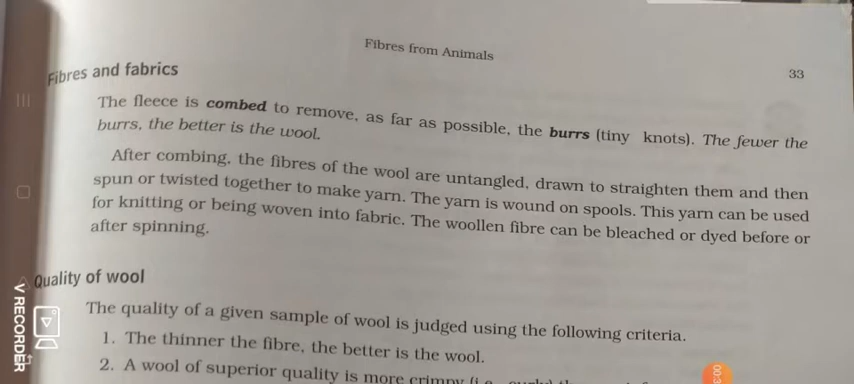 Fibres from Animals
33
Fibres and fabrics
The fleece is combed to remove, as far as possible, the burrs (tiny knots). The fewer the
burrs, the better is the wool.
After combing, the fibres of the wool are untangled, drawn to straighten them and then
spun or twisted together to make yarn. The yarn is wound on spools. This yarn can be used
for knitting or being woven into fabric. The woollen fibre can be bleached or dyed before or
after spinning.
Quality of wool
The quality of a given sample of wool is judged using the following criteria.
1. The thinner the fibre, the better is the wool.
2. A wool of superior quality is more crimpy (i.e.
V RECORDER